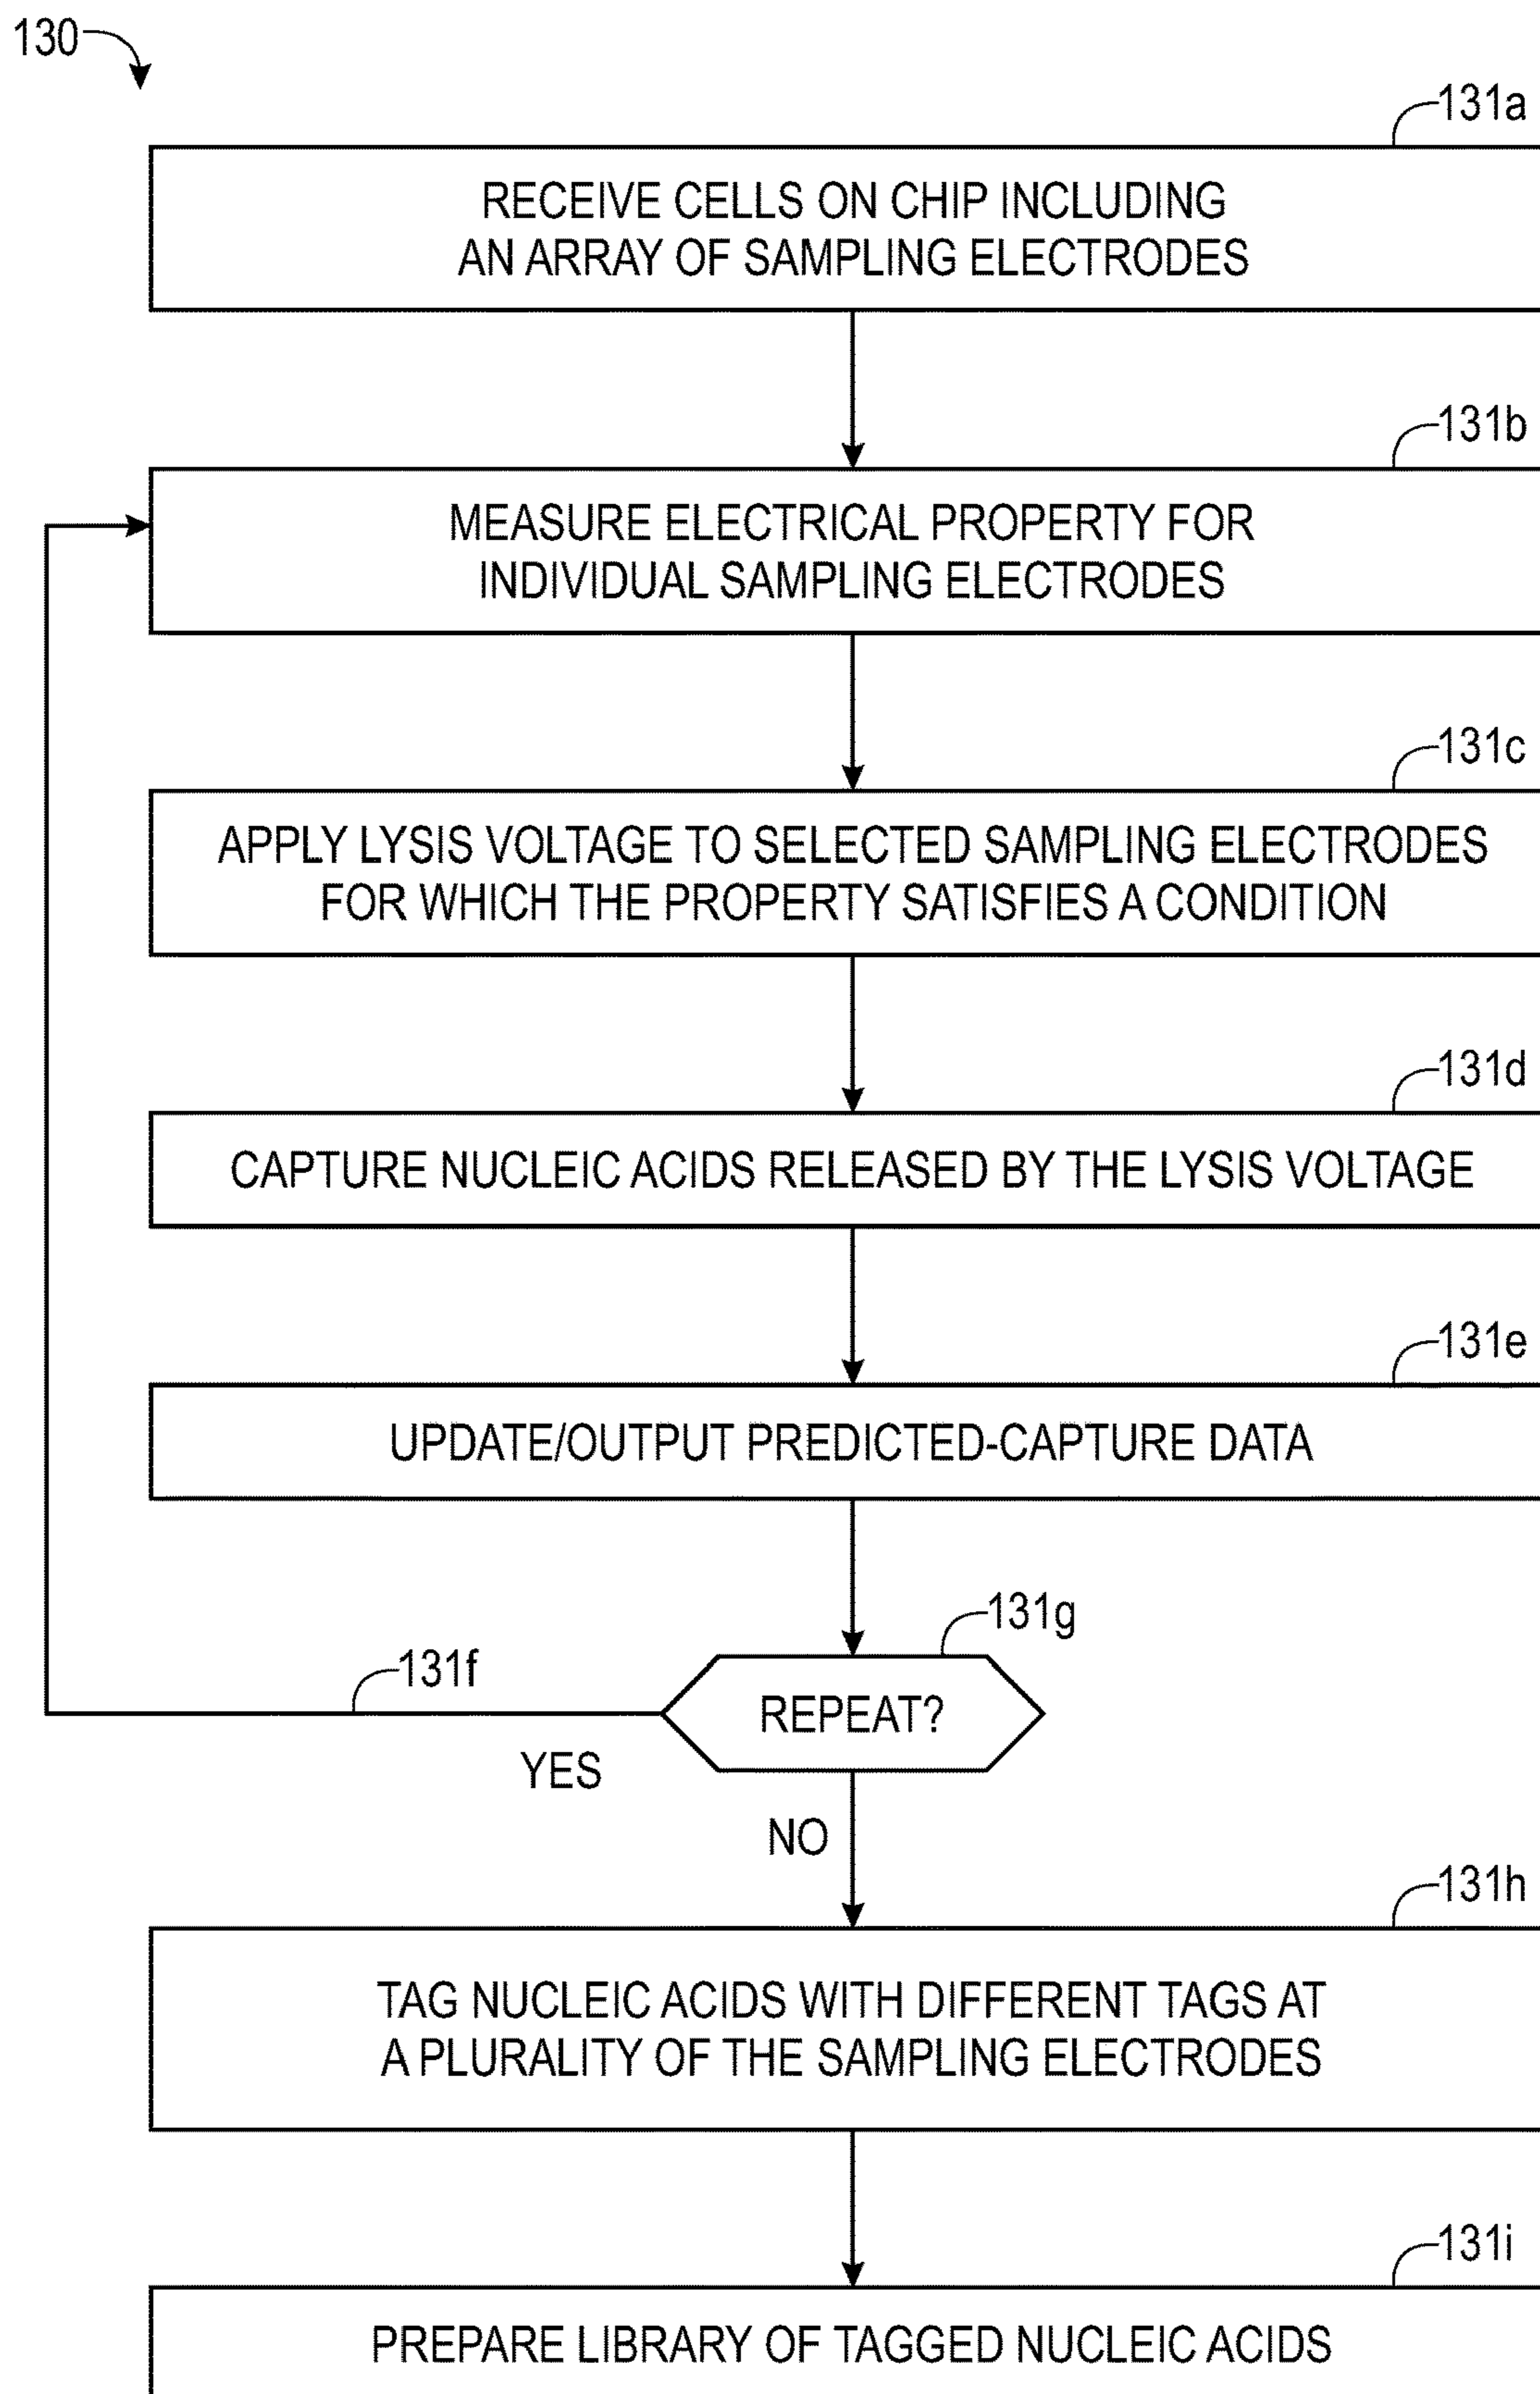 130
131a
RECEIVE CELLS ON CHIP INCLUDING
AN ARRAY OF SAMPLING ELECTRODES
131b
MEASURE ELECTRICAL PROPERTY FOR
INDIVIDUAL SAMPLING ELECTRODES
131c
APPLY LYSIS VOLTAGE TO SELECTED SAMPLING ELECTRODES
FOR WHICH THE PROPERTY SATISFIES A CONDITION
131d
CAPTURE NUCLEIC ACIDS RELEASED BY THE LYSIS VOLTAGE
131e
UPDATE/OUTPUT PREDICTED-CAPTURE DATA
131g
131f
REPEAT?
YES
NO
131h
TAG NUCLEIC ACIDS WITH DIFFERENT TAGS AT
A PLURALITY OF THE SAMPLING ELECTRODES
131i
PREPARE LIBRARY OF TAGGED NUCLEIC ACIDS